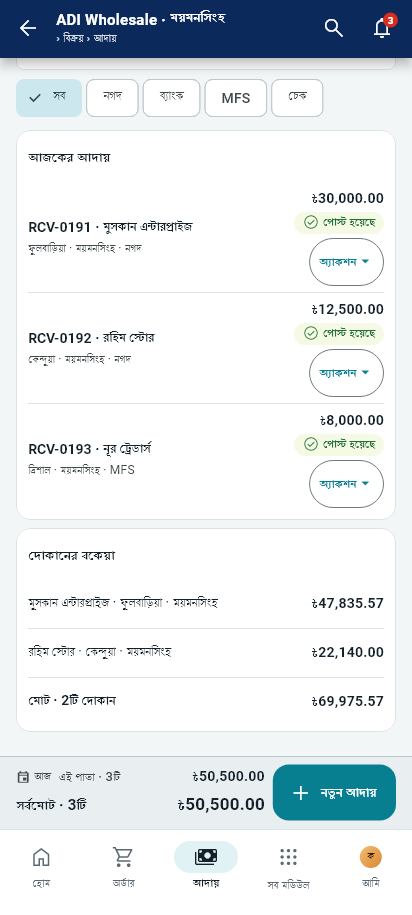 ADI Wholesale · ময়মনসিংহ
› বিক্রয় › আদায়
3
সব
নগদ
ব্যাংক
MFS
চেক
আজকের আদায়
৳30,000.00
পোস্ট হয়েছে
RCV-0191 · মুসকান এন্টারপ্রাইজ
ফুলবাড়িয়া · ময়মনসিংহ · নগদ
অ্যাকশন
৳12,500.00
পোস্ট হয়েছে
RCV-0192 · রহিম স্টোর
কেন্দুয়া · ময়মনসিংহ · নগদ
অ্যাকশন
৳8,000.00
পোস্ট হয়েছে
RCV-0193 · নূর ট্রেডার্স
ত্রিশাল · ময়মনসিংহ · MFS
অ্যাকশন
দোকানের বকেয়া
মুসকান এন্টারপ্রাইজ · ফুলবাড়িয়া · ময়মনসিংহ ৳47,835.57
রহিম স্টোর · কেন্দুয়া · ময়মনসিংহ ৳22,140.00
মোট · 2টি দোকান ৳69,975.57
আজ এই পাতা · 3টি ৳50,500.00
সর্বমোট · 3টি ৳50,500.00
নতুন আদায়
হোম
অর্ডার
আদায়
সব মডিউল
ক
আমি